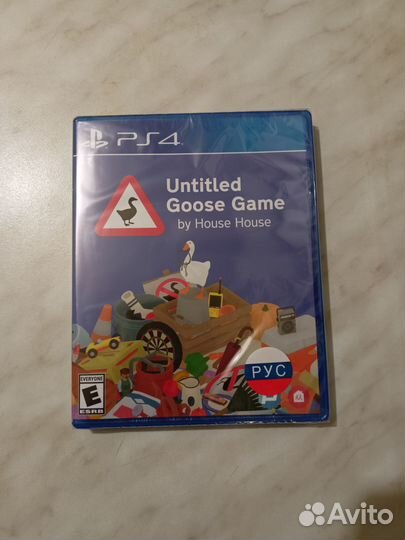 PS4
Untitled
Goose Game
by House House
РУС
EVERYONE
E
ESRB
Avito